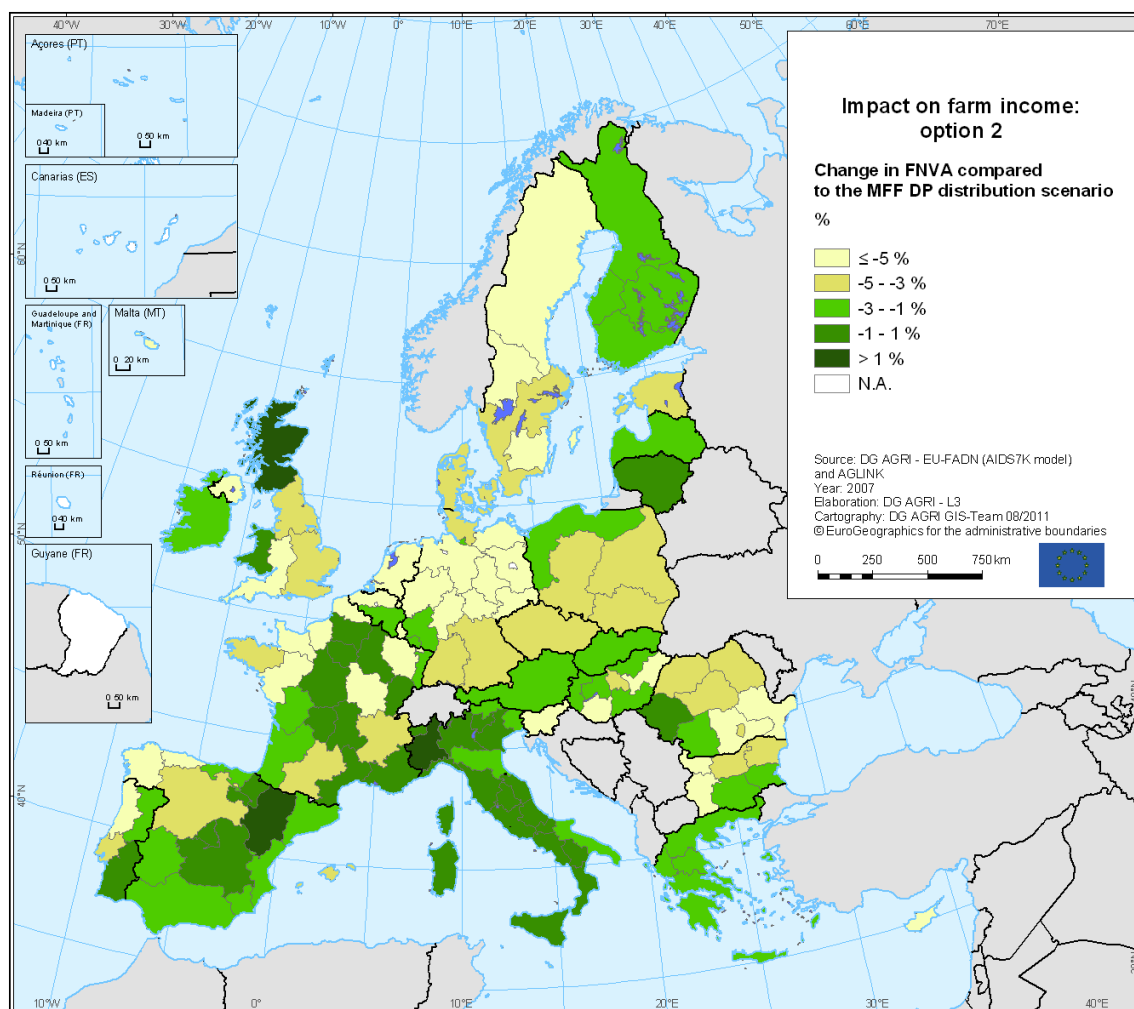 40°W 30°W 20°W 10°W 0° 10°E 20°E 30°E 40°E 50°E 60°E 70°E
Açores (PT)
Madeira (PT)
0 40 km
0 50 km
Canarias (ES)
0 50 km
Guadeloupe and
Martinique (FR)
0 50 km
Malta (MT)
0 20 km
Réunion (FR)
0 40 km
Guyane (FR)
0 50 km
60°N
50°N
40°N
Impact on farm income:
option 2
Change in FNVA compared
to the MFF DP distribution scenario
%
≤ -5 %
-5 - -3 %
-3 - -1 %
-1 - 1 %
> 1 %
N.A.
Source: DG AGRI - EU-FADN (AIDS7K model)
and AGLINK
Year: 2007
Elaboration: DG AGRI - L3
Cartography: DG AGRI GIS-Team 08/2011
© EuroGeographics for the administrative boundaries
0 250 500 750 km
10°W 0° 10°E 20°E 30°E 40°E